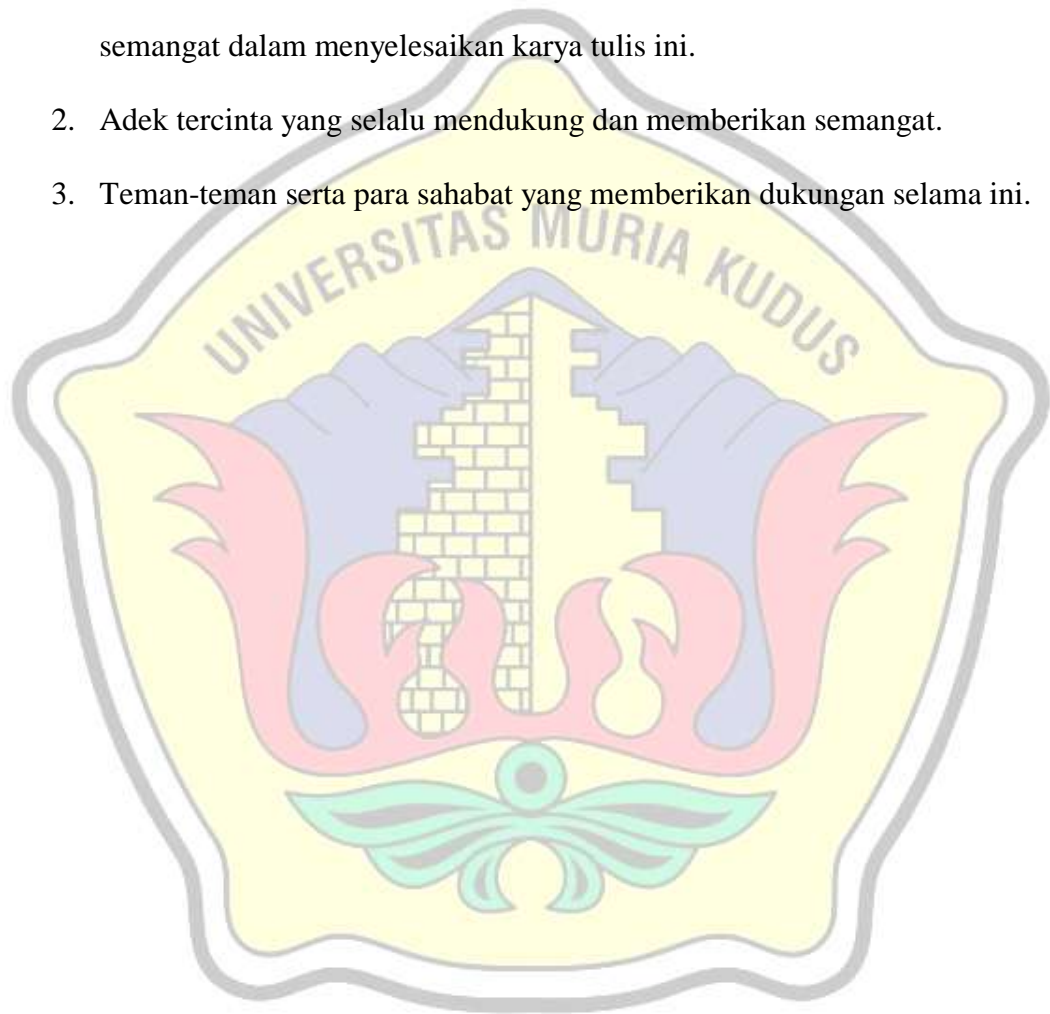 semangat dalam menyelesaikan karya tulis ini.
2. Adek tercinta yang selalu mendukung dan memberikan semangat.
3. Teman-teman serta para sahabat yang memberikan dukungan selama ini.
UNIVERSITAS MURIA KUDUS